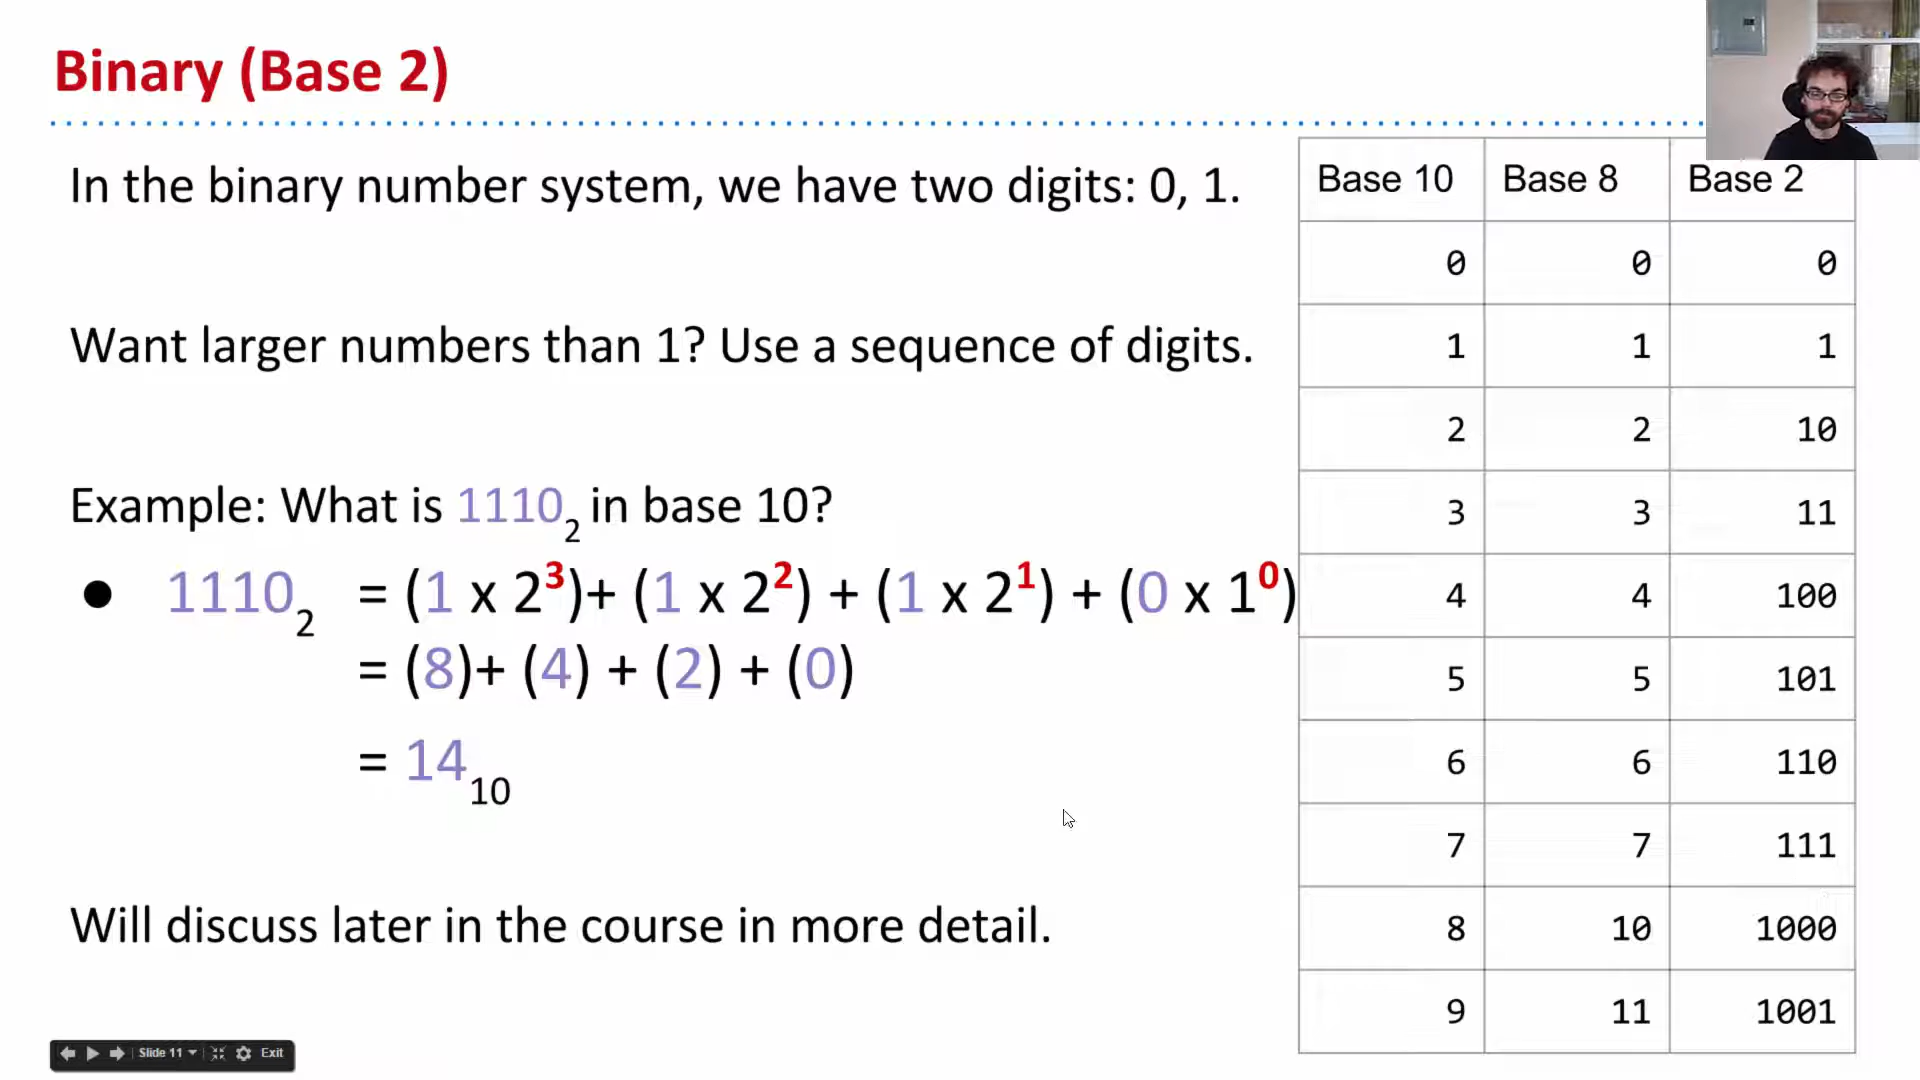 Binary (Base 2)
In the binary number system, we have two digits: 0, 1.
Want larger numbers than 1? Use a sequence of digits.
Example: What is 1110₂ in base 10?
● 1110₂ = (1 x 2³)+ (1 x 2²) + (1 x 2¹) + (0 x 1⁰)
= (8)+ (4) + (2) + (0)
= 14₁₀
Will discuss later in the course in more detail.
Base 10 Base 8 Base 2
0 0 0
1 1 1
2 2 10
3 3 11
4 4 100
5 5 101
6 6 110
7 7 111
8 10 1000
9 11 1001
Slide 11 Exit